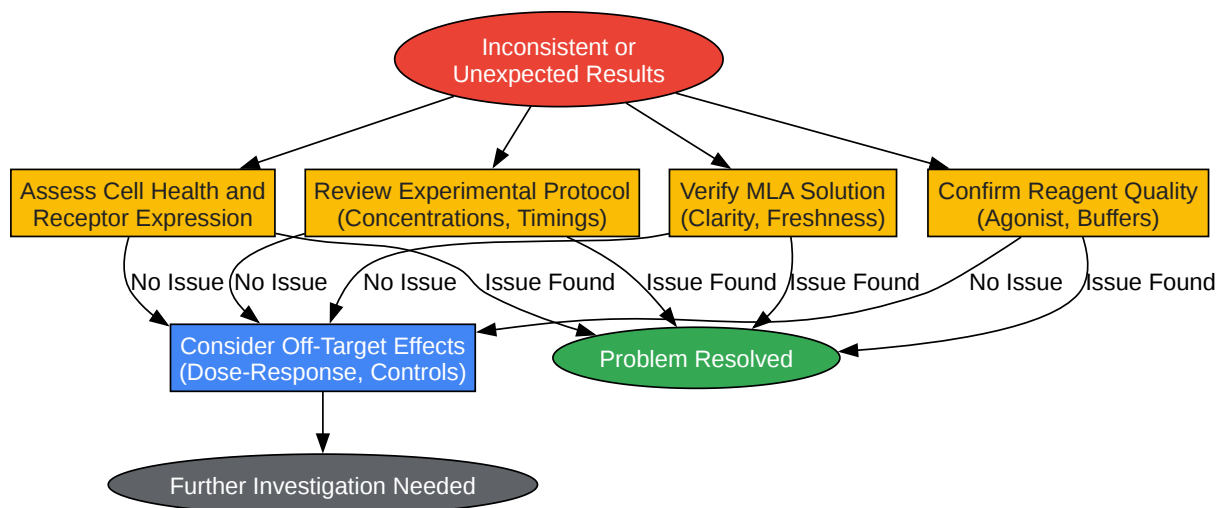 Inconsistent or
Unexpected Results
Assess Cell Health and
Receptor Expression
Review Experimental Protocol
(Concentrations, Timings)
Verify MLA Solution
(Clarity, Freshness)
Confirm Reagent Quality
(Agonist, Buffers)
No Issue
No Issue
No Issue
Issue Found
Issue Found
Issue Found
No Issue
Issue Found
Consider Off-Target Effects
(Dose-Response, Controls)
Problem Resolved
Further Investigation Needed